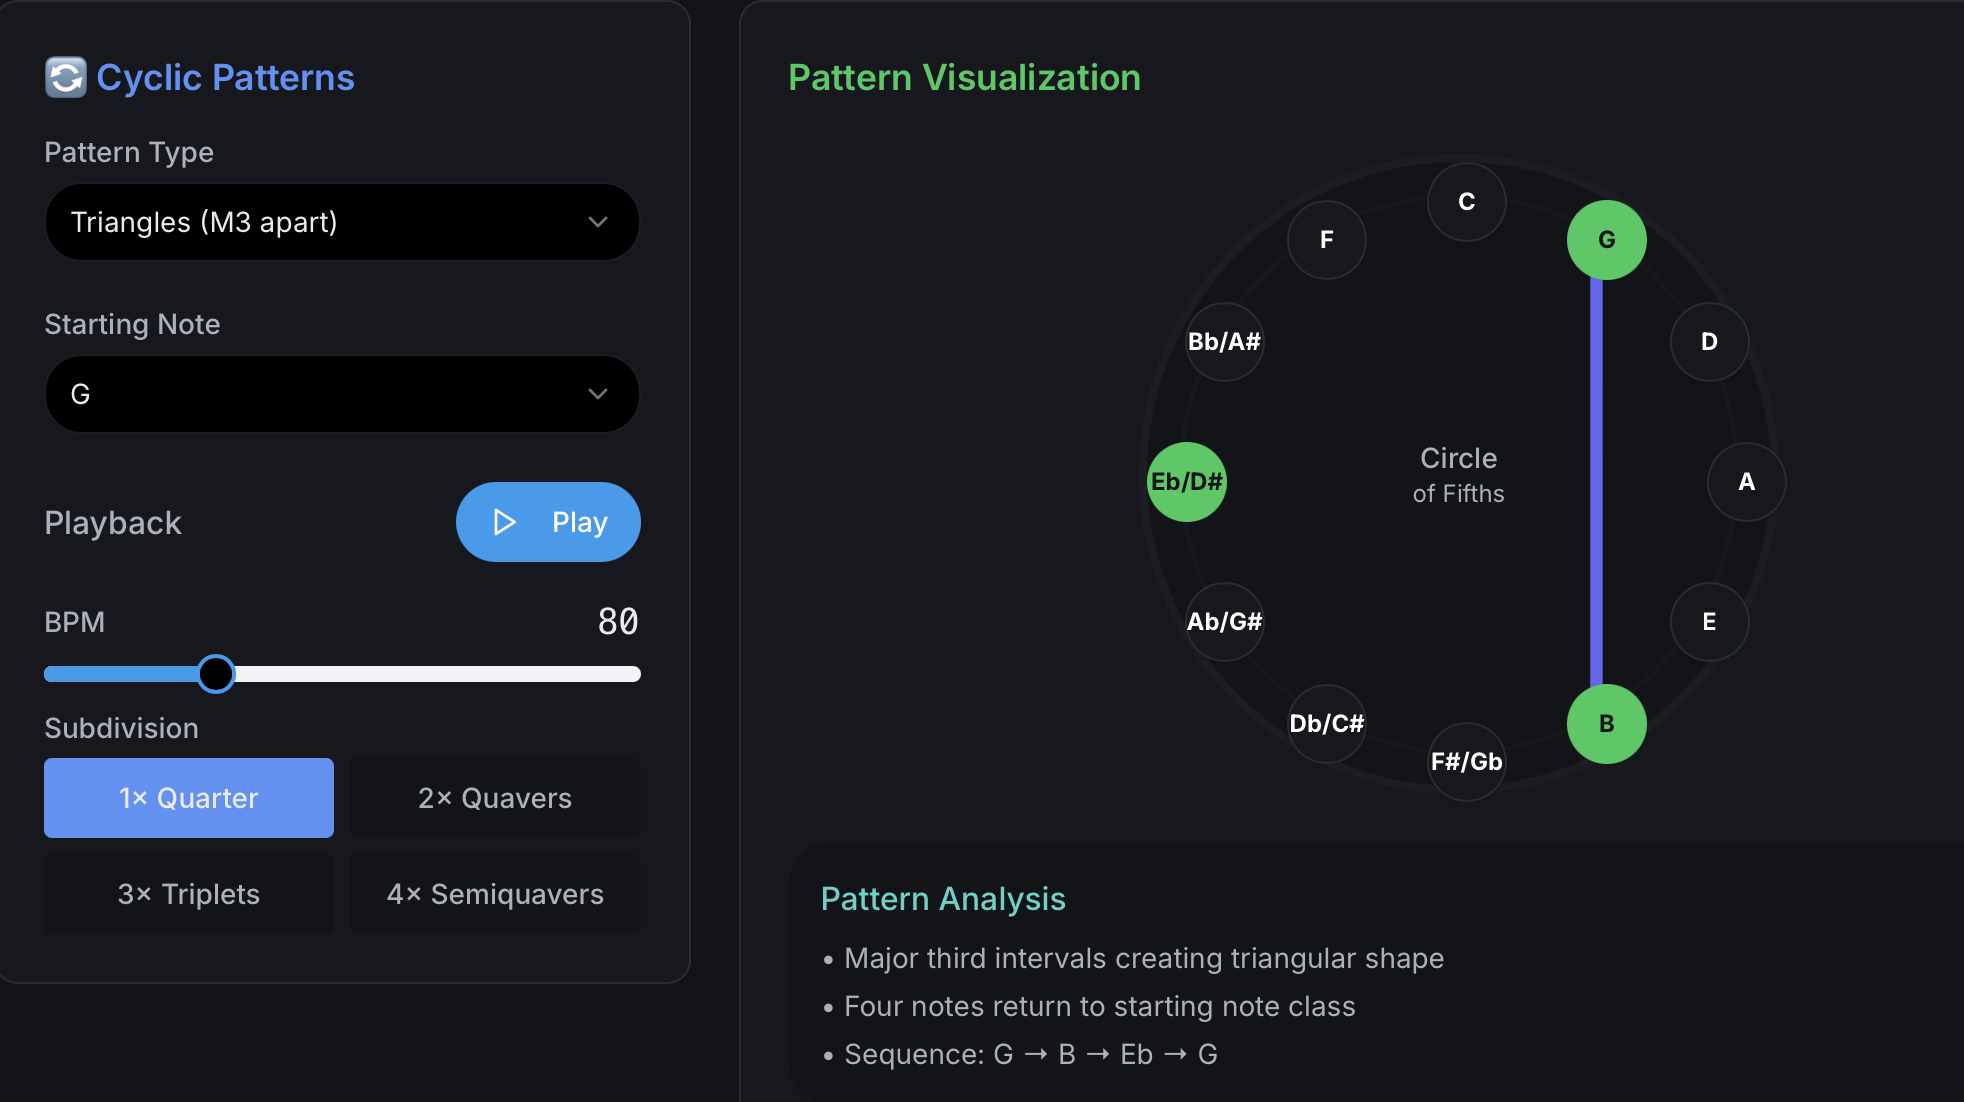 Cyclic Patterns
Pattern Type
Triangles (M3 apart)
Starting Note
G
Playback
Play
BPM
80
Subdivision
1× Quarter
2× Quavers
3× Triplets
4× Semiquavers
Pattern Visualization
C
F
G
Bb/A#
D
Circle
of Fifths
Eb/D#
A
Ab/G#
E
Db/C#
B
F#/Gb
Pattern Analysis
• Major third intervals creating triangular shape
• Four notes return to starting note class
• Sequence: G → B → Eb → G